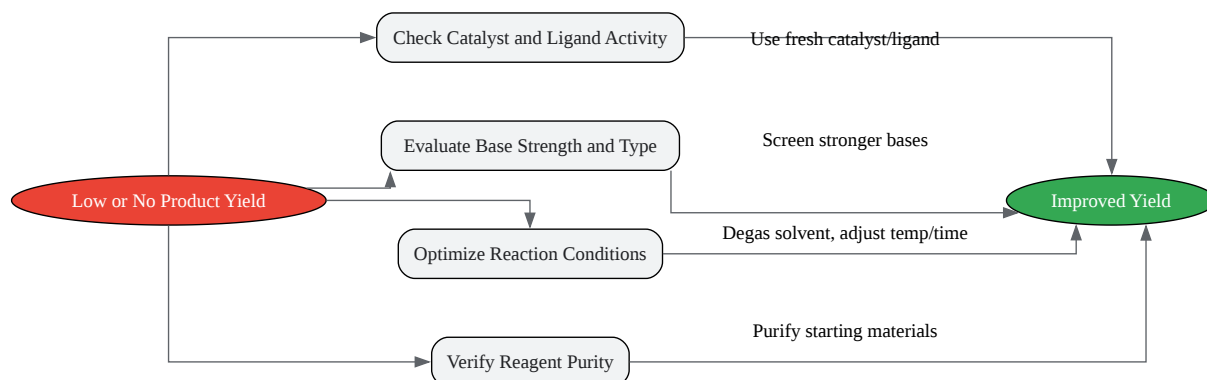 Check Catalyst and Ligand Activity
Use fresh catalyst/ligand
Evaluate Base Strength and Type
Screen stronger bases
Low or No Product Yield
Improved Yield
Optimize Reaction Conditions
Degas solvent, adjust temp/time
Verify Reagent Purity
Purify starting materials